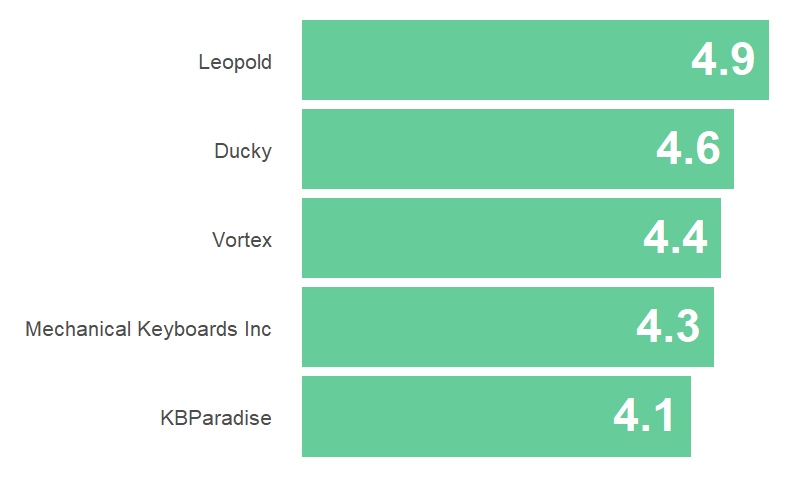 Leopold 4.9
Ducky 4.6
Vortex 4.4
Mechanical Keyboards Inc 4.3
KBParadise 4.1